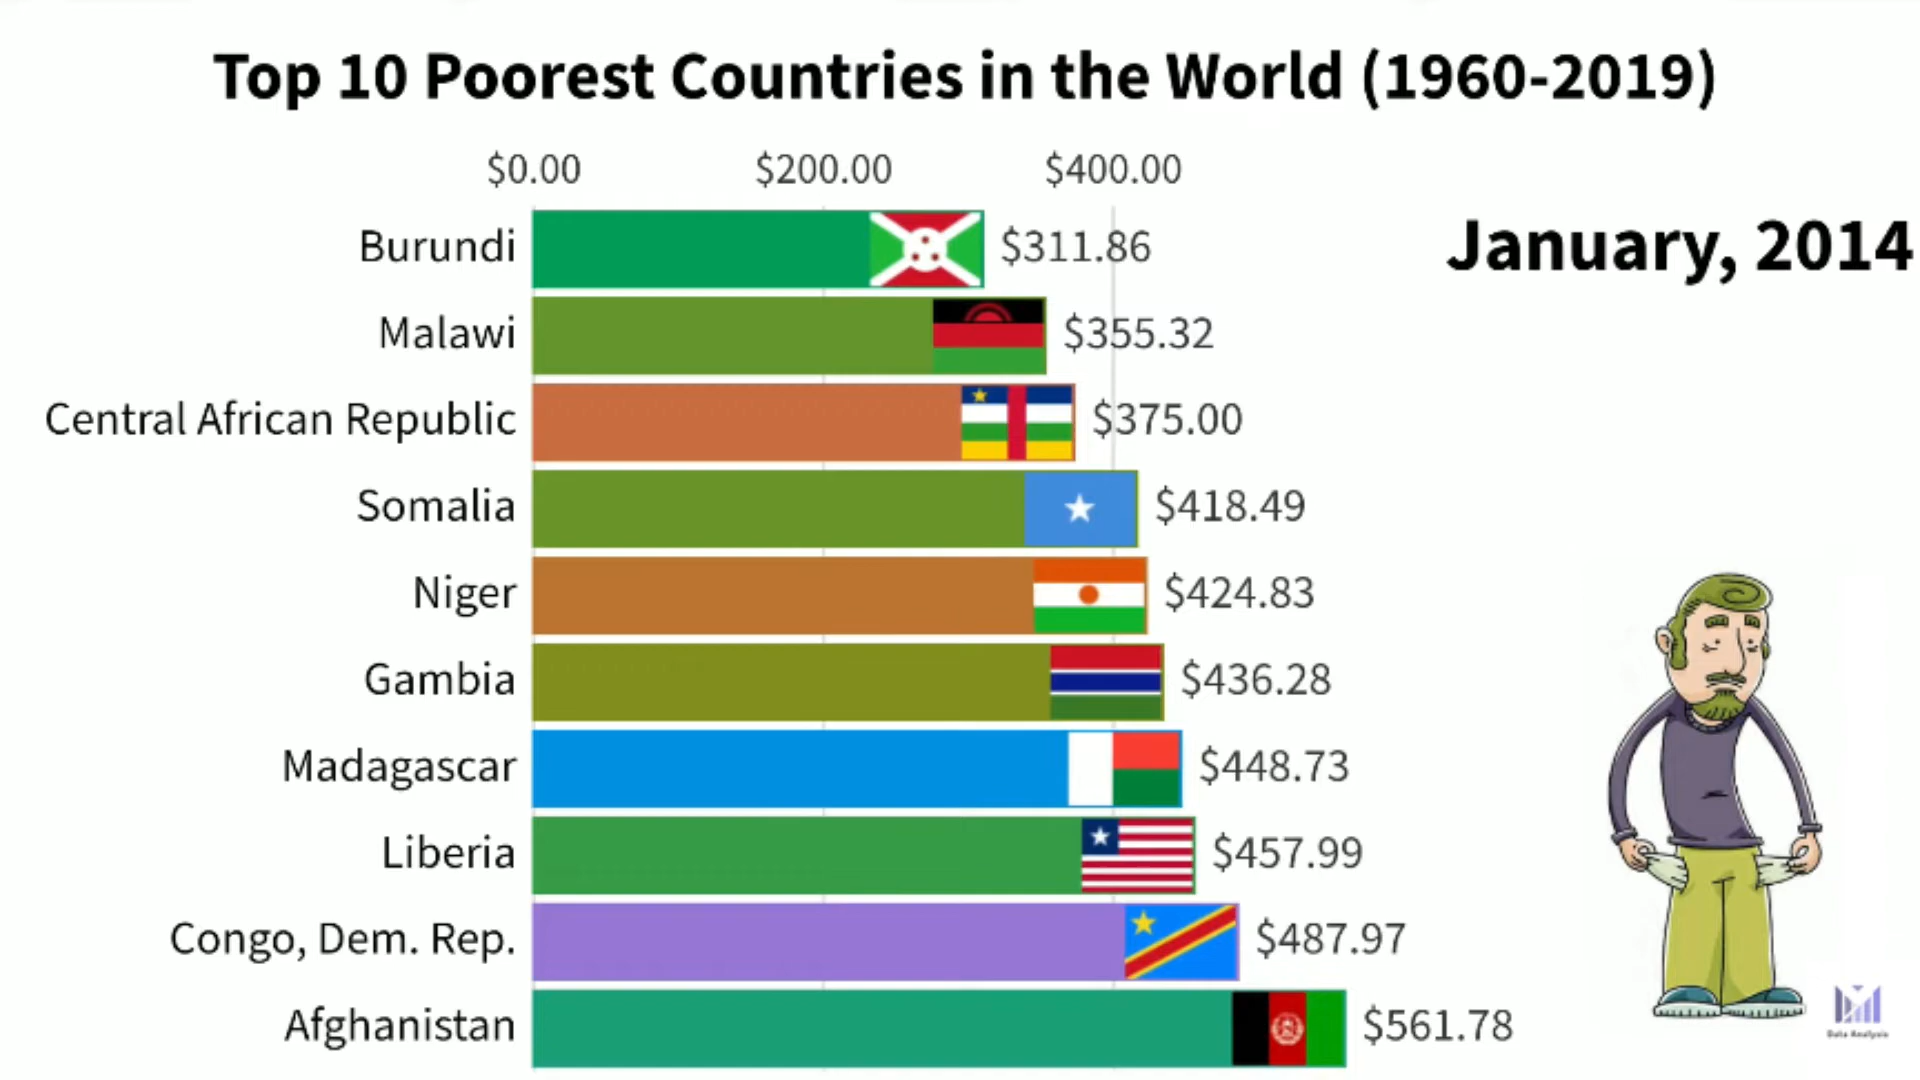 Top 10 Poorest Countries in the World (1960-2019)
$0.00 $200.00 $400.00
Burundi $311.86
January, 2014
Malawi $355.32
Central African Republic $375.00
Somalia $418.49
Niger $424.83
Gambia $436.28
Madagascar $448.73
Liberia $457.99
Congo, Dem. Rep. $487.97
Afghanistan $561.78
Data Analysis